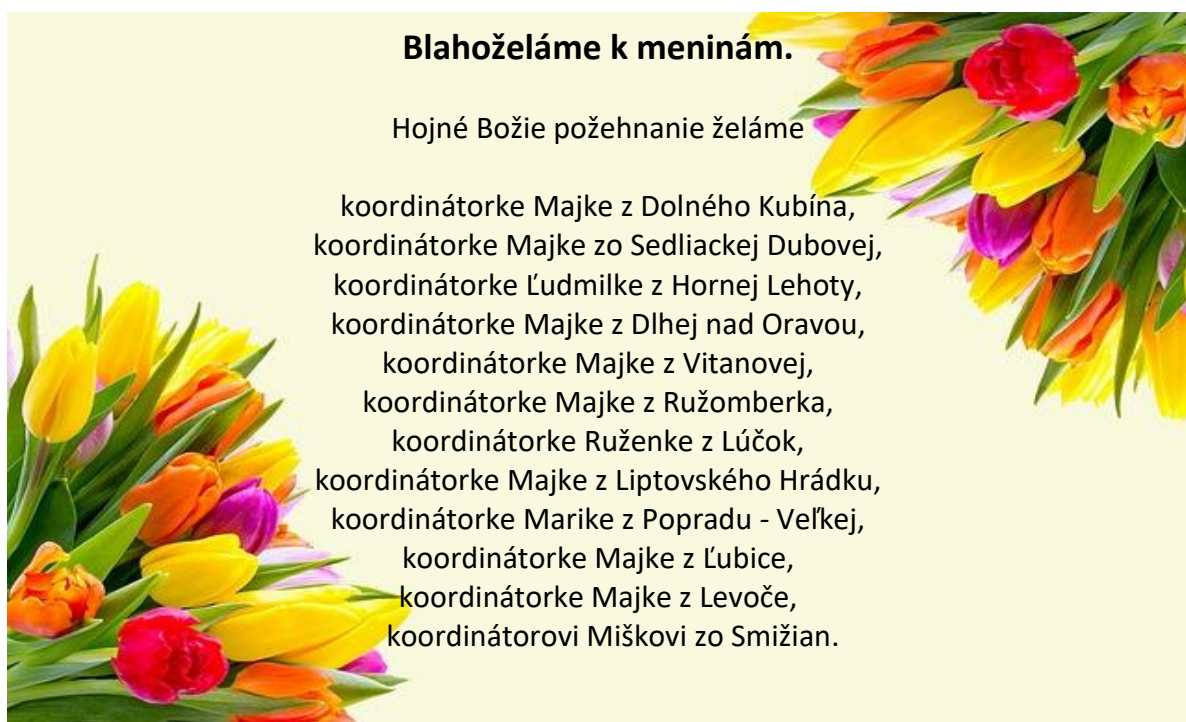 Blahoželáme k meninám.
Hojné Božie požehnanie želáme
koordinátorke Majke z Dolného Kubína,
koordinátorke Majke zo Sedliackej Dubovej,
koordinátorke Ľudmilke z Hornej Lehoty,
koordinátorke Majke z Dlhej nad Oravou,
koordinátorke Majke z Vitanovej,
koordinátorke Majke z Ružomberka,
koordinátorke Ruženke z Lúčok,
koordinátorke Majke z Liptovského Hrádku,
koordinátorke Marike z Popradu - Veľkej,
koordinátorke Majke z Ľubice,
koordinátorke Majke z Levoče,
koordinátorovi Miškovi zo Smižian.